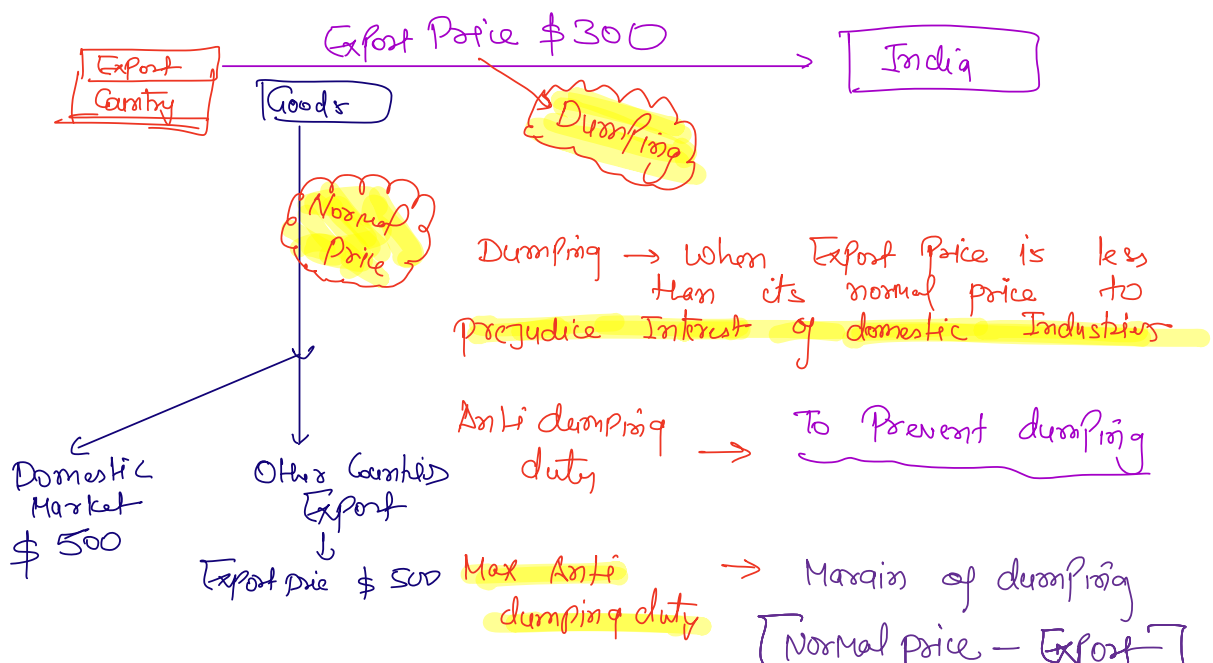 Export Price $300
Export
Country
Goods
India
Dumping
Normal
Price
Dumping → When Export Price is less
than its normal price to
prejudice Interest of domestic Industries
Anti dumping
duty → To Prevent dumping
Domestic
Market
$ 500
Other Countries
Export
Export price $ 500
Max Anti
dumping duty → Margin of dumping
[Normal price – Export]